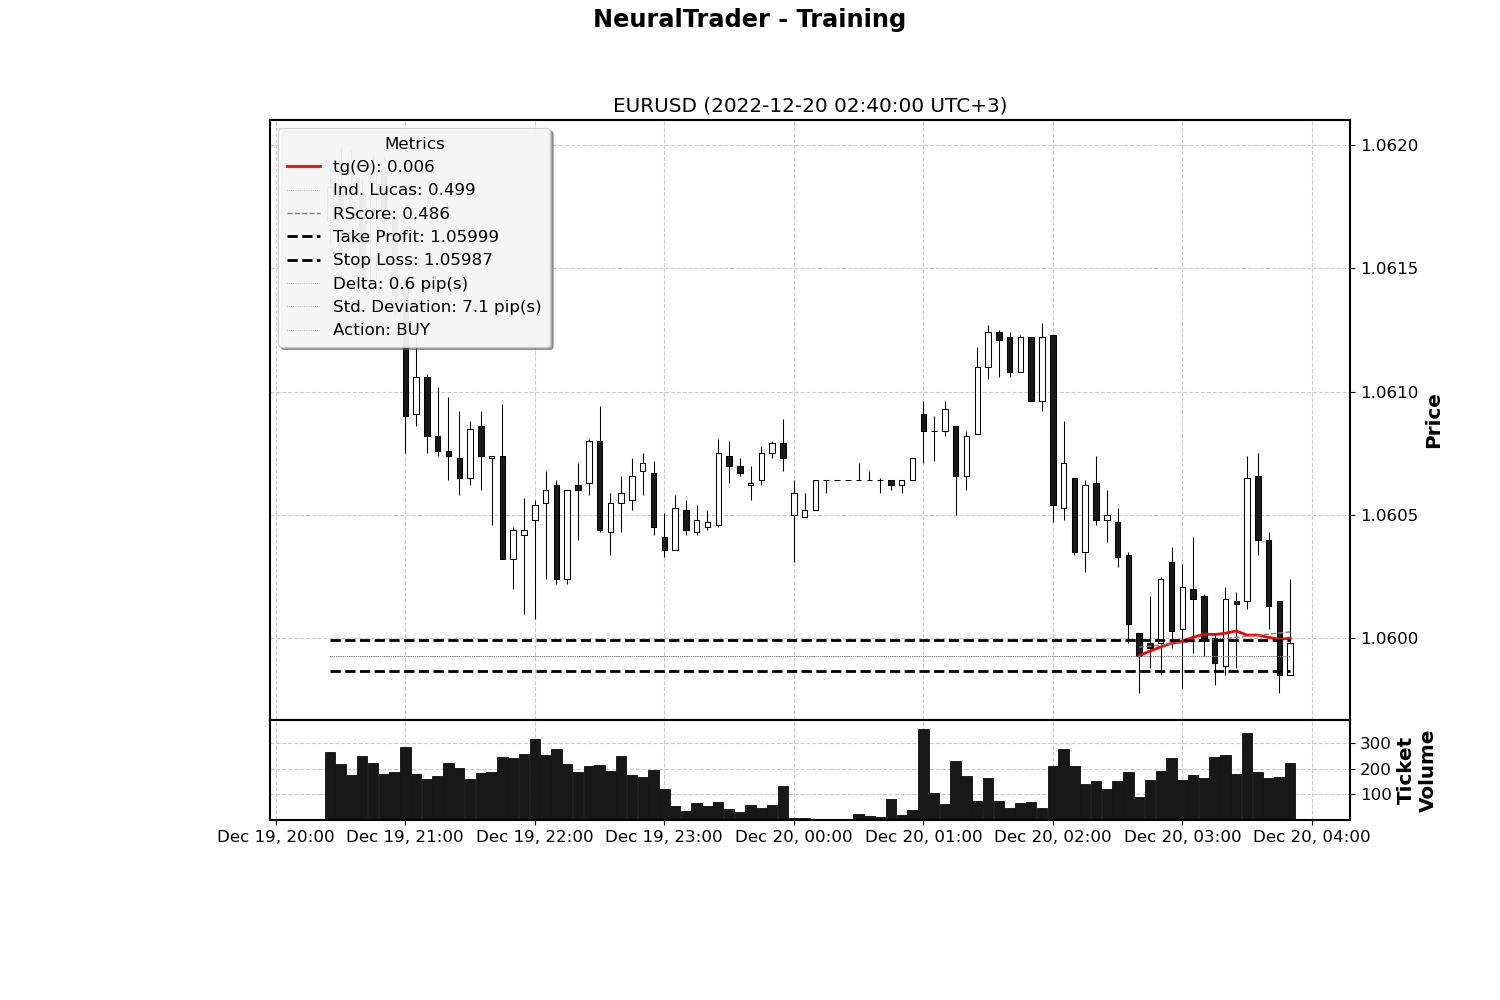 NeuralTrader - Training
EURUSD (2022-12-20 02:40:00 UTC+3)
Metrics
tg(Θ): 0.006
Ind. Lucas: 0.499
RScore: 0.486
Take Profit: 1.05999
Stop Loss: 1.05987
Delta: 0.6 pip(s)
Std. Deviation: 7.1 pip(s)
Action: BUY
1.0620
1.0615
1.0610
1.0605
1.0600
Price
300
200
100
Ticket
Volume
Dec 19, 20:00 Dec 19, 21:00 Dec 19, 22:00 Dec 19, 23:00 Dec 20, 00:00 Dec 20, 01:00 Dec 20, 02:00 Dec 20, 03:00 Dec 20, 04:00